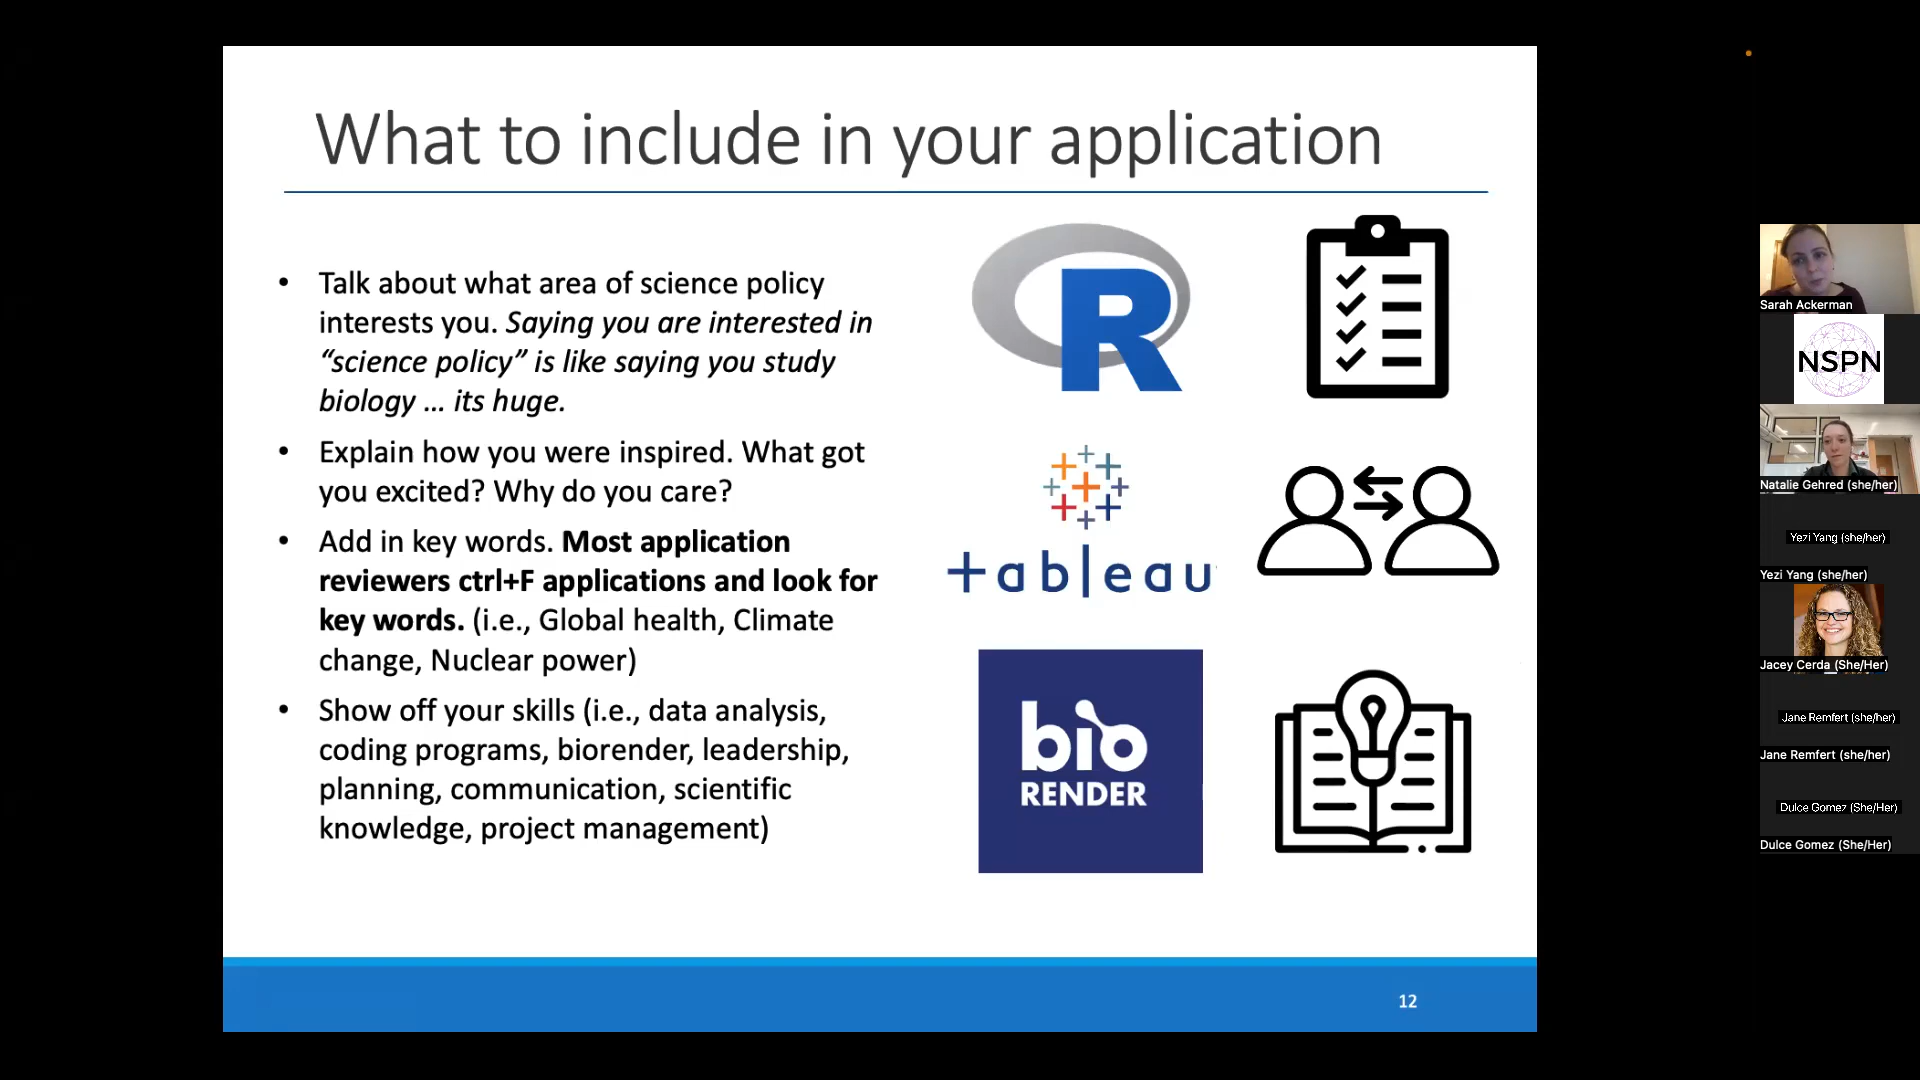 What to include in your application
• Talk about what area of science policy
interests you. Saying you are interested in
“science policy” is like saying you study
biology … its huge.
• Explain how you were inspired. What got
you excited? Why do you care?
• Add in key words. Most application
reviewers ctrl+F applications and look for
key words. (i.e., Global health, Climate
change, Nuclear power)
• Show off your skills (i.e., data analysis,
coding programs, biorender, leadership,
planning, communication, scientific
knowledge, project management)
R
+ableau
bio
RENDER
12
Sarah Ackerman
NSPN
Natalie Gehred (she/her)
Yezi Yang (she/her)
Yezi Yang (she/her)
Jacey Cerda (She/Her)
Jane Remfert (she/her)
Jane Remfert (she/her)
Dulce Gomez (She/Her)
Dulce Gomez (She/Her)